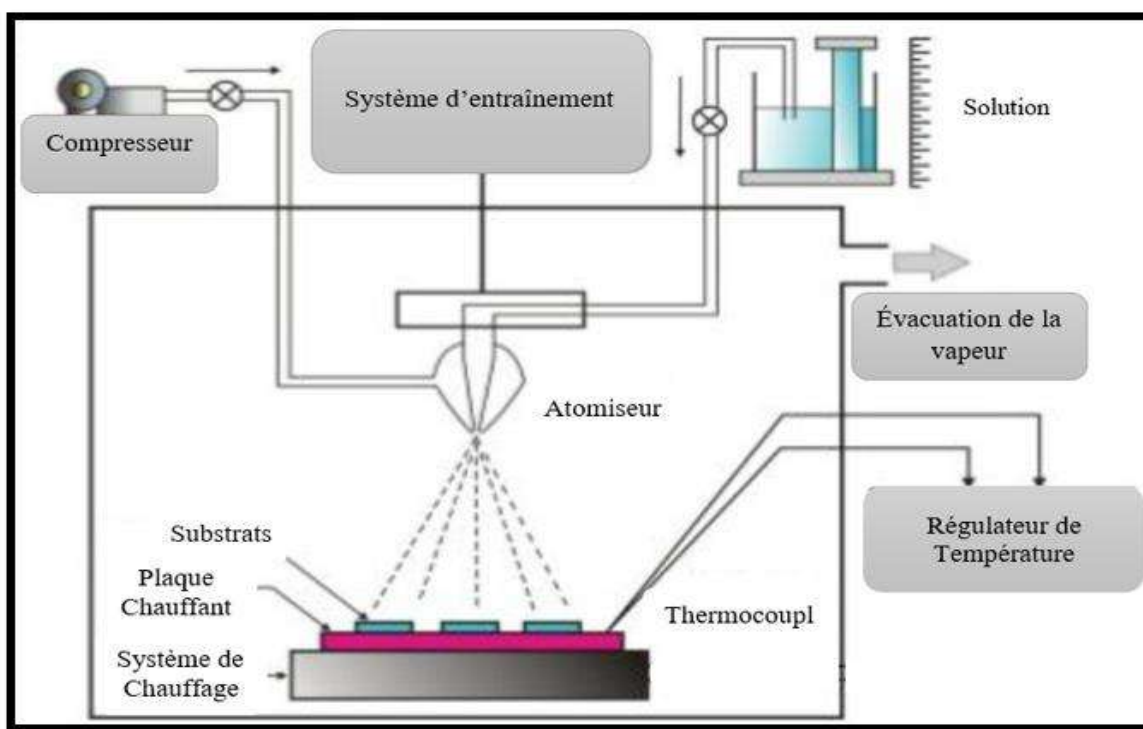 Système d'entraînement
Compresseur
Solution
Évacuation de la
vapeur
Atomiseur
Substrats
Plaque
Chauffant
Système de
Chauffage
Thermocoupl
Régulateur de
Température